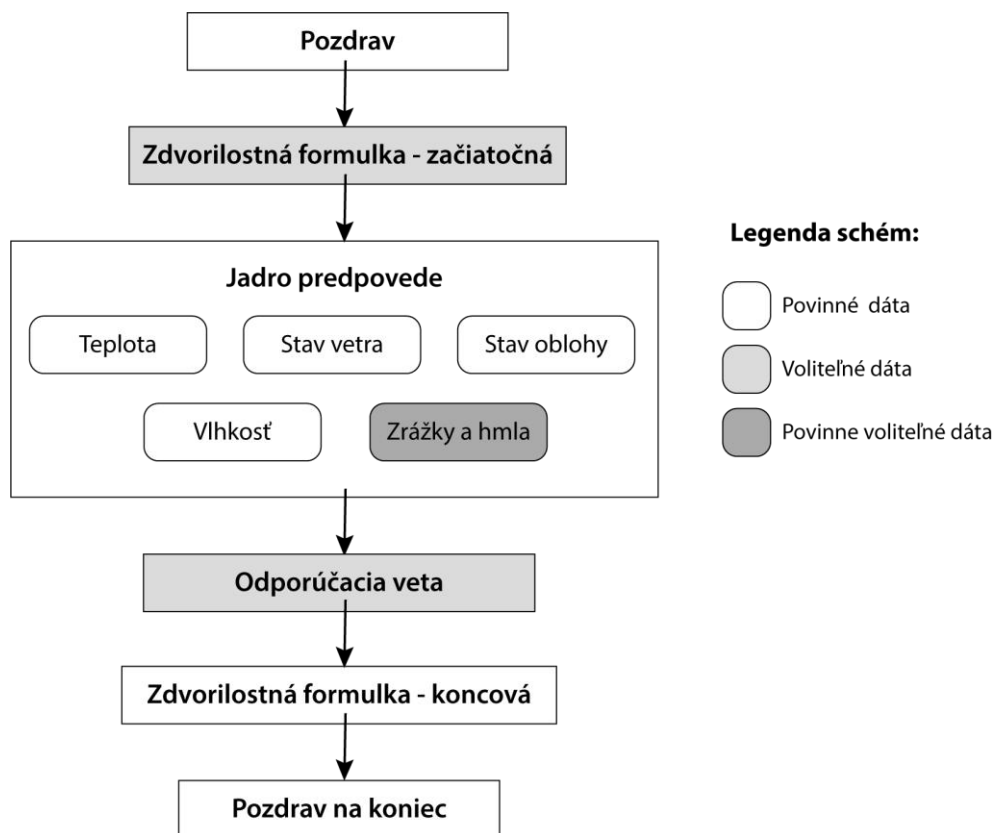 Pozdrav
Zdvorilostná formulka - začiatočná
Jadro predpovede
Teplota
Stav vetra
Stav oblohy
Vlhkosť
Zrážky a hmla
Odporúčacia veta
Zdvorilostná formulka - koncová
Pozdrav na koniec
Legenda schém:
Povinné dáta
Voliteľné dáta
Povinne voliteľné dáta